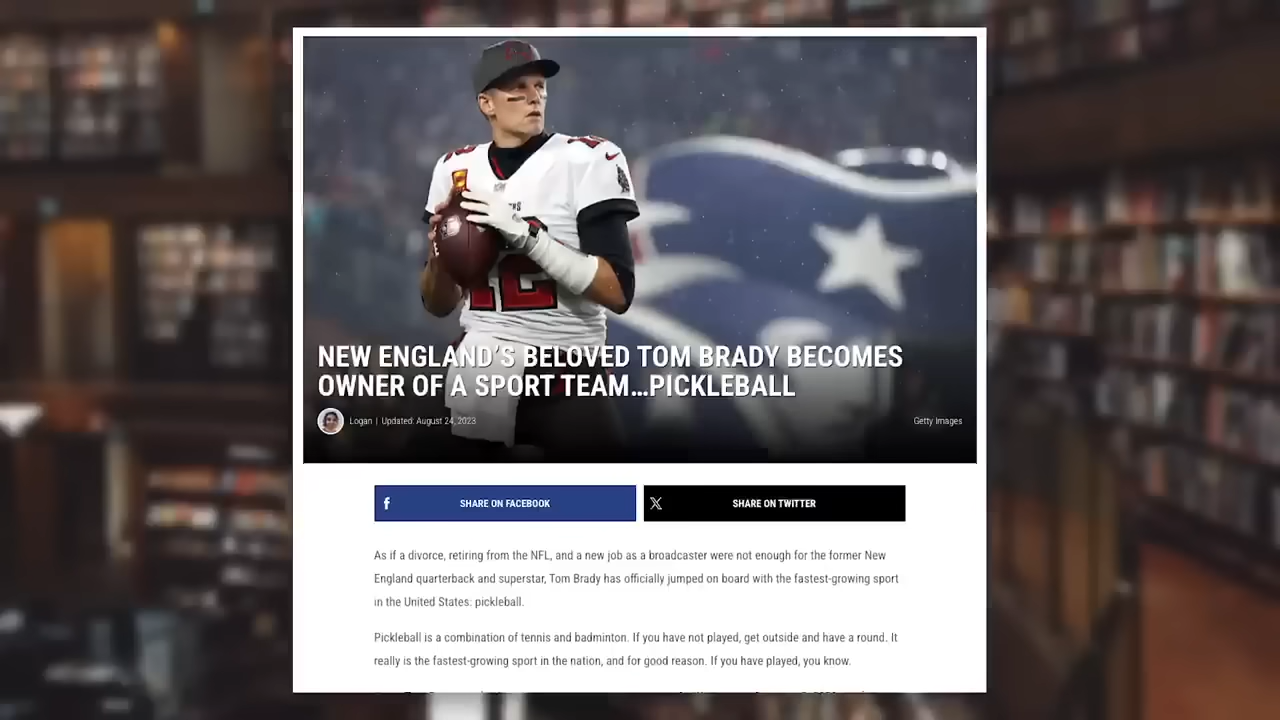 12
NEW ENGLAND'S BELOVED TOM BRADY BECOMES
OWNER OF A SPORT TEAM...PICKLEBALL
Logan | Updated: August 24, 2023
Getty Images
SHARE ON FACEBOOK
SHARE ON TWITTER
As if a divorce, retiring from the NFL, and a new job as a broadcaster were not enough for the former New
England quarterback and superstar, Tom Brady has officially jumped on board with the fastest-growing sport
in the United States: pickleball.
Pickleball is a combination of tennis and badminton. If you have not played, get outside and have a round. It
really is the fastest-growing sport in the nation, and for good reason. If you have played, you know.